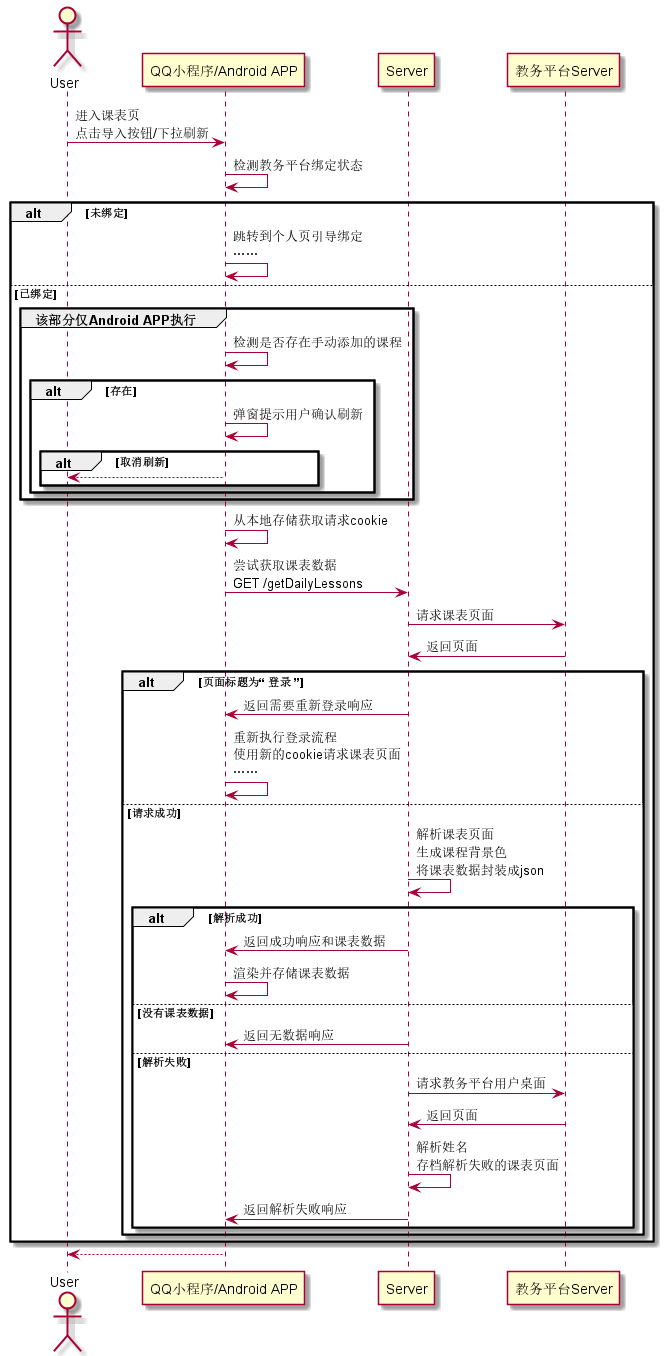 User
QQ小程序/Android APP
Server
教务平台Server
进入课表页
点击导入按钮/下拉刷新
检测教务平台绑定状态
alt
[未绑定]
跳转到个人页引导绑定
……
[已绑定]
该部分仅Android APP执行
检测是否存在手动添加的课程
alt
[存在]
弹窗提示用户确认刷新
alt
[取消刷新]
从本地存储获取请求cookie
尝试获取课表数据
GET /getDailyLessons
请求课表页面
返回页面
alt
[页面标题为“ 登录 ”]
返回需要重新登录响应
重新执行登录流程
使用新的cookie请求课表页面
……
[请求成功]
解析课表页面
生成课程背景色
将课表数据封装成json
alt
[解析成功]
返回成功响应和课表数据
渲染并存储课表数据
[没有课表数据]
返回无数据响应
[解析失败]
请求教务平台用户桌面
返回页面
解析姓名
存档解析失败的课表页面
返回解析失败响应
User
QQ小程序/Android APP
Server
教务平台Server